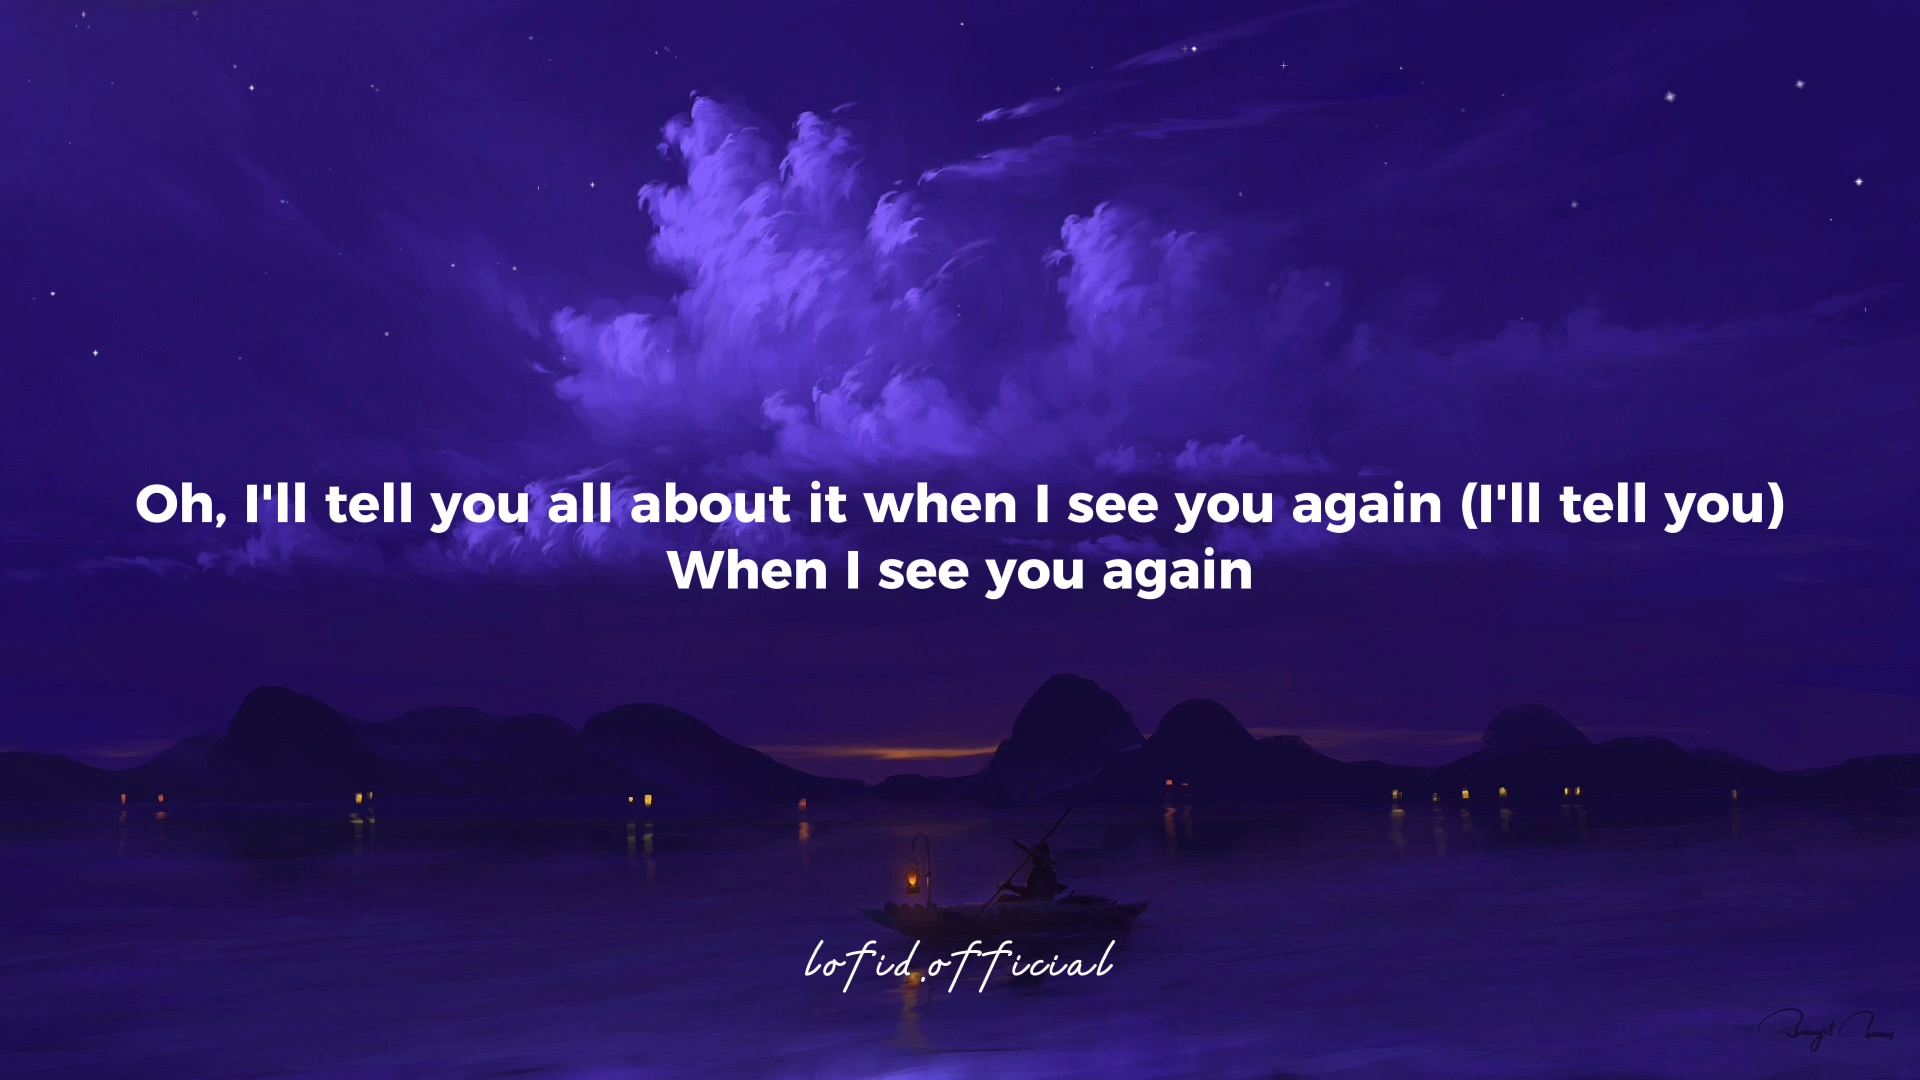 Oh, I'll tell you all about it when I see you again (I'll tell you)
When I see you again
lofid.official